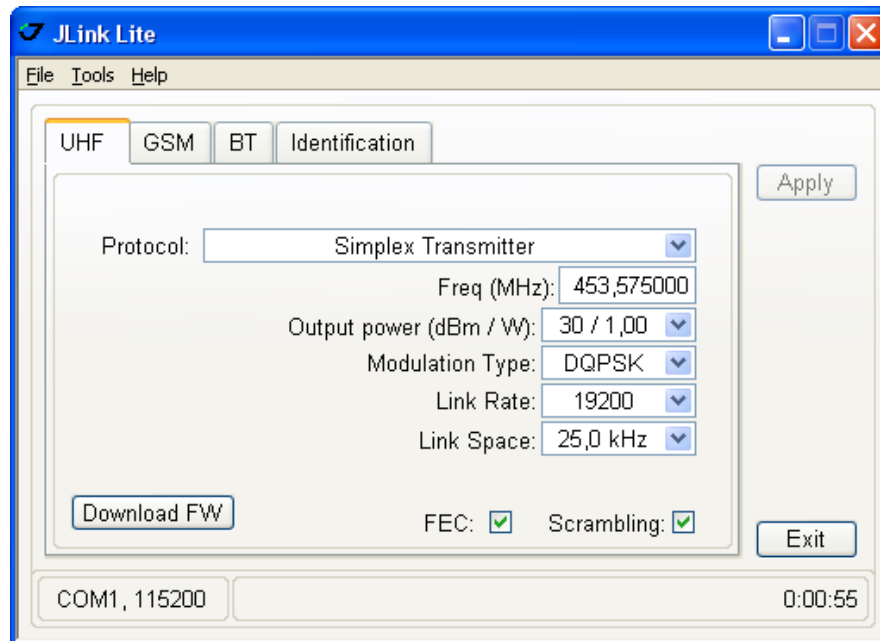 JLink Lite
File Tools Help
UHF GSM BT Identification
Apply
Protocol: Simplex Transmitter
Freq (MHz): 453,575000
Output power (dBm / W): 30 / 1,00
Modulation Type: DQPSK
Link Rate: 19200
Link Space: 25,0 kHz
Download FW FEC: Scrambling:
Exit
COM1, 115200 0:00:55